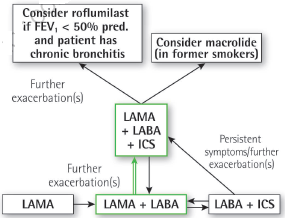 Consider roflumilast
if FEV₁ < 50% pred.
and patient has
chronic bronchitis
Consider macrolide
(in former smokers)
Further
exacerbation(s)
LAMA
+ LABA
+ ICS
Persistent
symptoms/further
exacerbation(s)
Further
exacerbation(s)
LAMA
LAMA + LABA
LABA + ICS